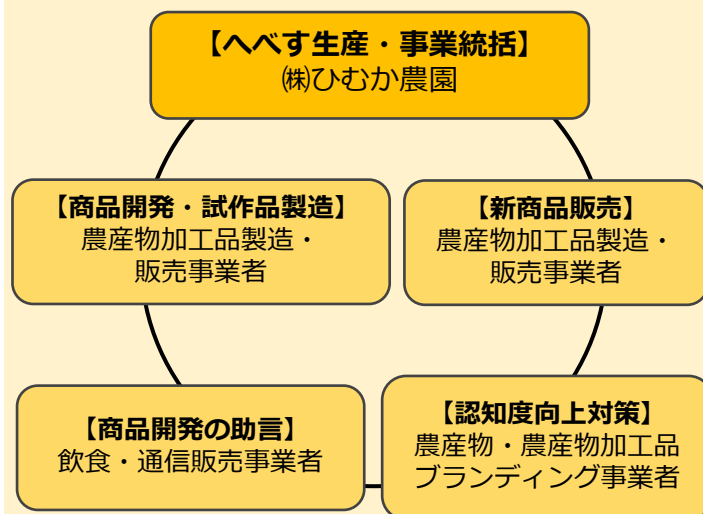 【へべす生産・事業統括】
㈱ひむか農園
【商品開発・試作品製造】
農産物加工品製造・
販売事業者
【新商品販売】
農産物加工品製造・
販売事業者
【商品開発の助言】
飲食・通信販売事業者
【認知度向上対策】
農産物・農産物加工品
ブランディング事業者